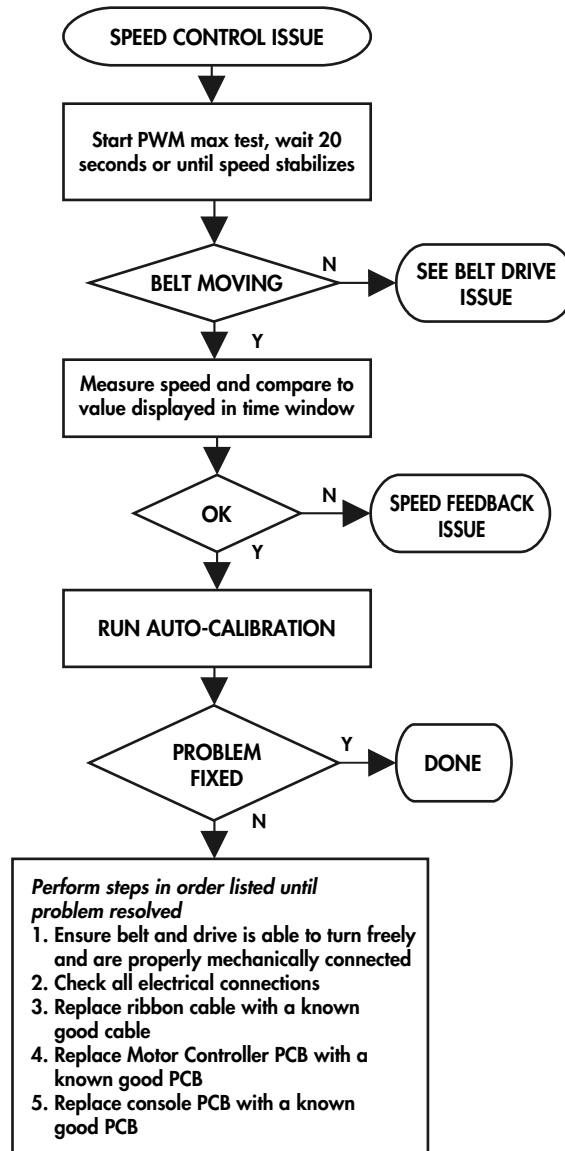 SPEED CONTROL ISSUE
Start PWM max test, wait 20
seconds or until speed stabilizes
BELT MOVING
N
SEE BELT DRIVE
ISSUE
Y
Measure speed and compare to
value displayed in time window
OK
N
SPEED FEEDBACK
ISSUE
Y
RUN AUTO-CALIBRATION
PROBLEM
FIXED
Y
DONE
N
Perform steps in order listed until
problem resolved
1. Ensure belt and drive is able to turn freely
and are properly mechanically connected
2. Check all electrical connections
3. Replace ribbon cable with a known
good cable
4. Replace Motor Controller PCB with a
known good PCB
5. Replace console PCB with a known
good PCB